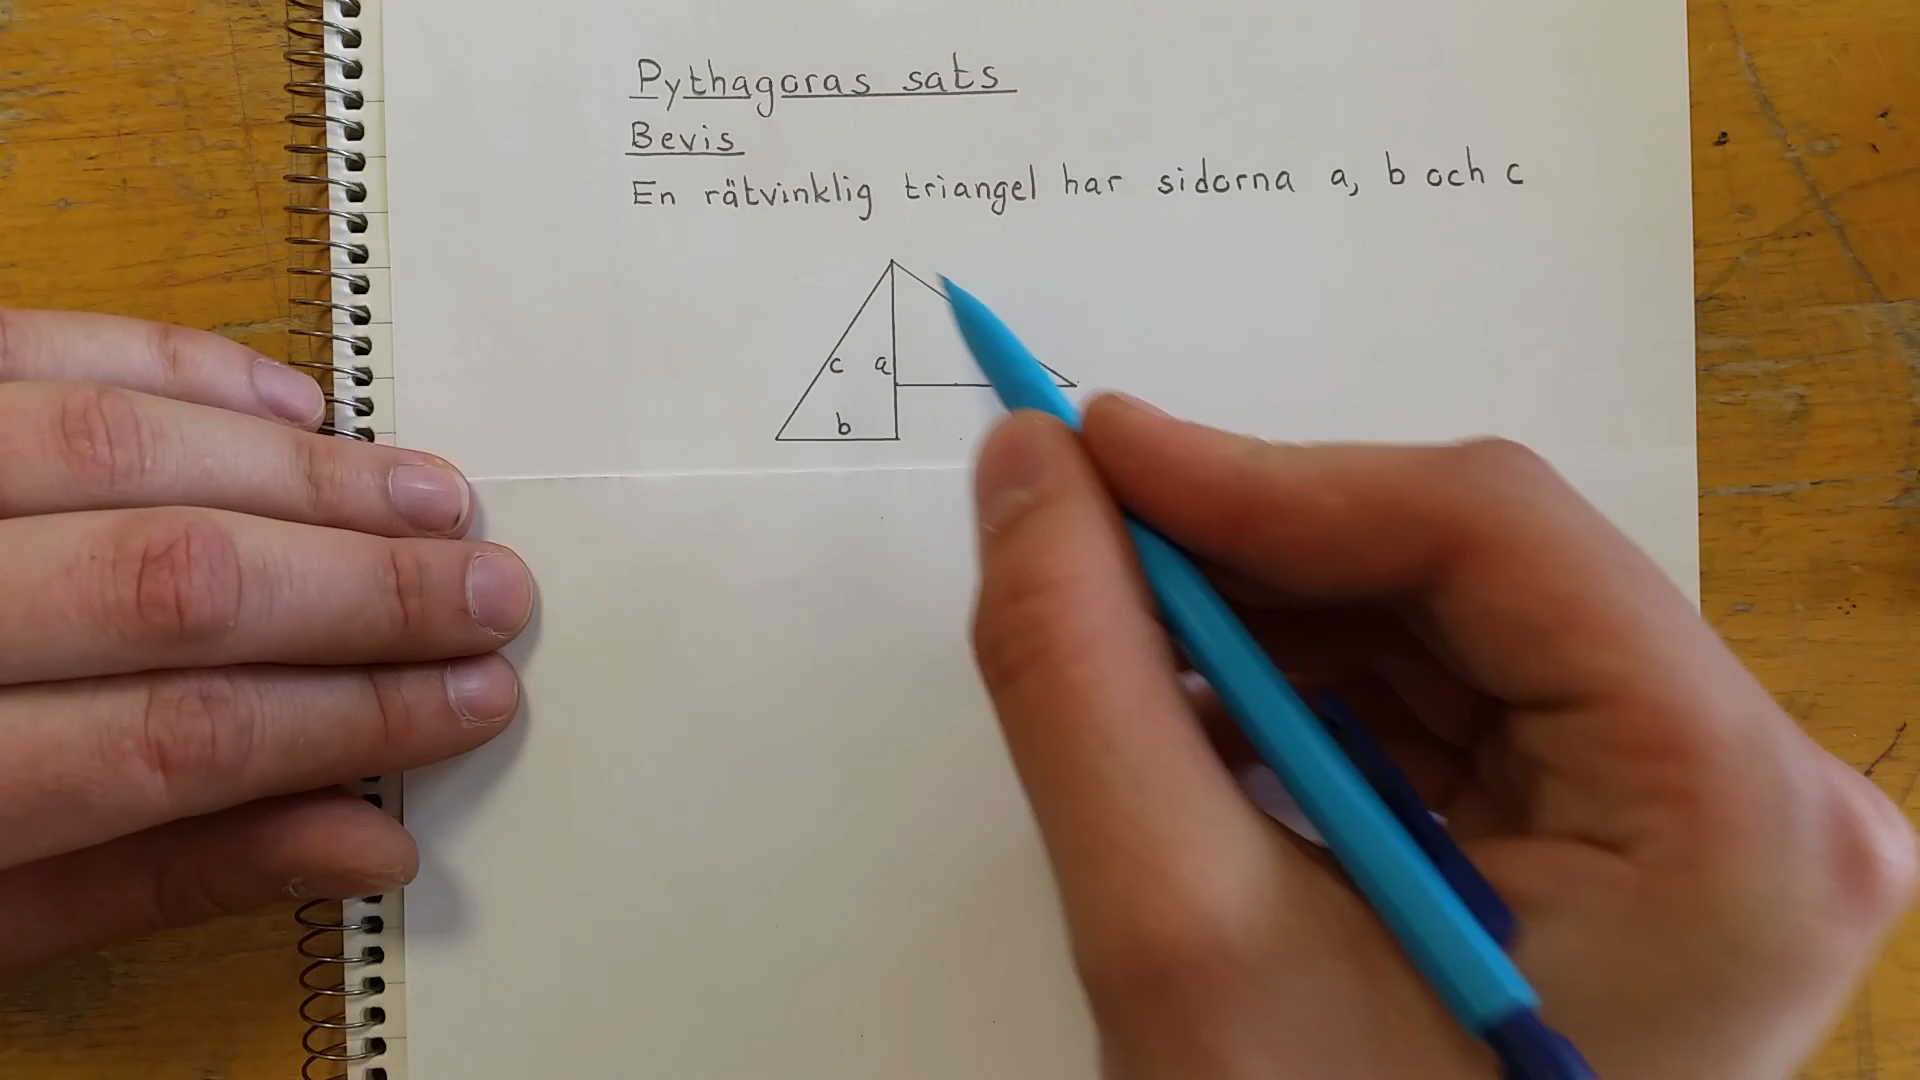 Pythagoras sats
Bevis
En rätvinklig triangel har sidorna a, b och c
c a
b